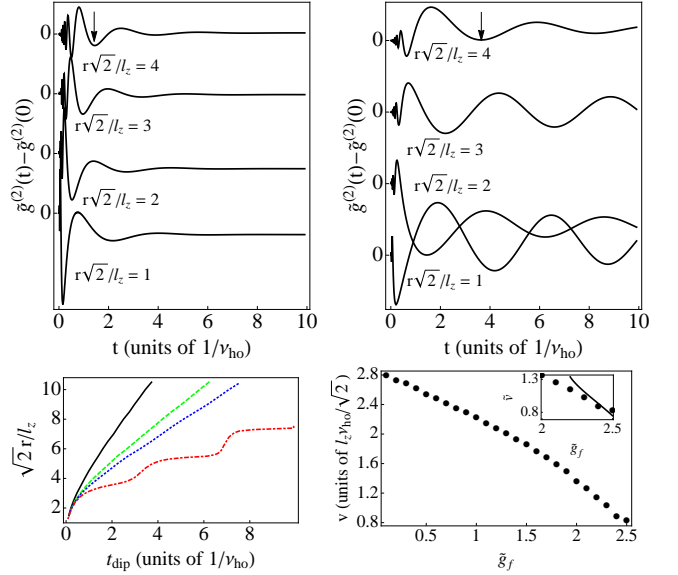 g̃⁽²⁾(t)−g̃⁽²⁾(0)
0
r√2/l_z = 4
0
r√2/l_z = 3
0
r√2/l_z = 2
0
r√2/l_z = 1
0 2 4 6 8 10
t (units of 1/ν_ho)
g̃⁽²⁾(t)−g̃⁽²⁾(0)
0
r√2/l_z = 4
0
r√2/l_z = 3
0
r√2/l_z = 2
0
r√2/l_z = 1
0 2 4 6 8 10
t (units of 1/ν_ho)
√2 r/l_z
10
8
6
4
2
0 2 4 6 8
t_dip (units of 1/ν_ho)
v (units of l_zν_ho/√2)
2.8
2.4
2.0
1.6
1.2
0.8
0.5 1 1.5 2 2.5
g̃_f
ṽ
1.3
0.8
2 2.5
g̃_f